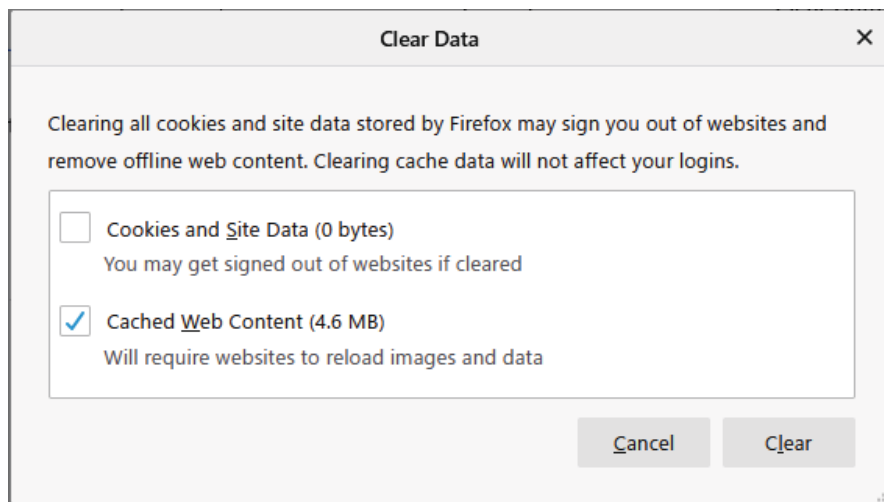 Clear Data
Clearing all cookies and site data stored by Firefox may sign you out of websites and
remove offline web content. Clearing cache data will not affect your logins.
Cookies and Site Data (0 bytes)
You may get signed out of websites if cleared
Cached Web Content (4.6 MB)
Will require websites to reload images and data
Cancel
Clear